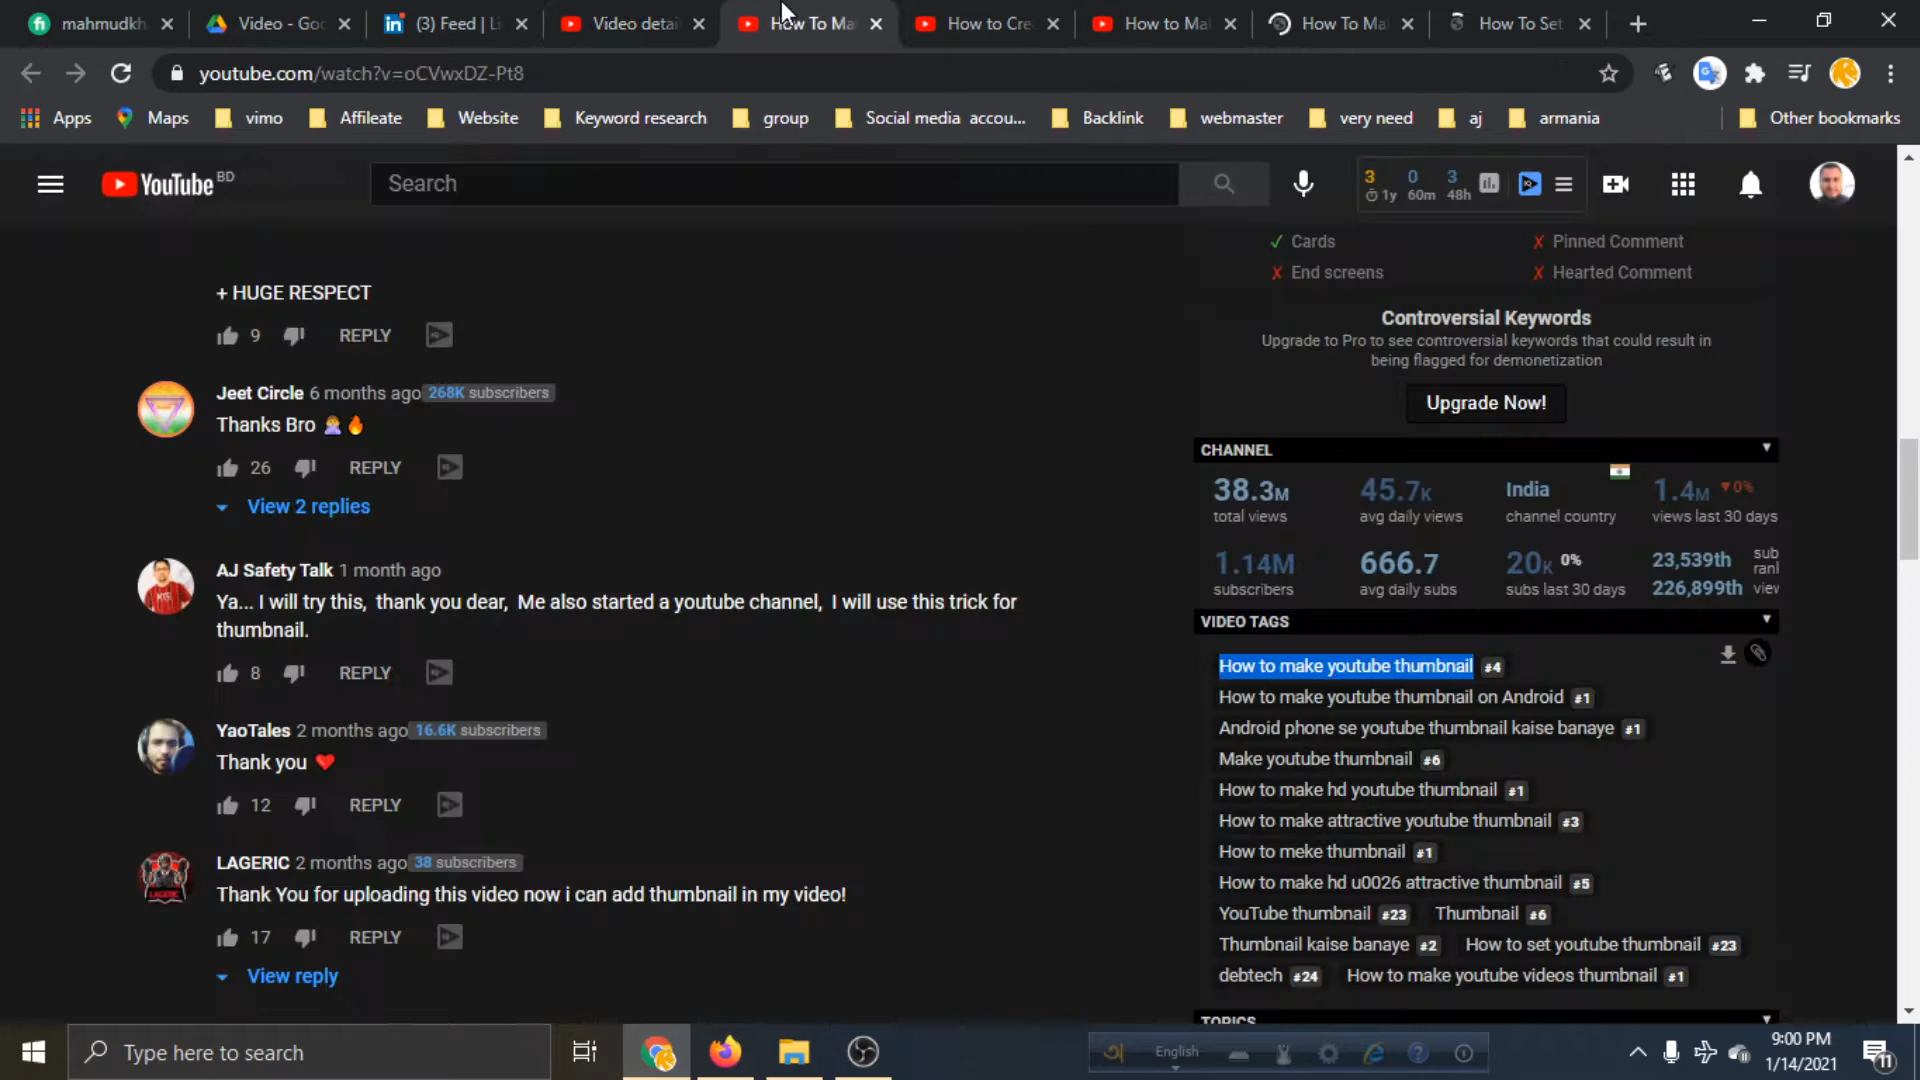 mahmudkh
Video - Goo
(3) Feed | Li
Video detai
How To Ma
How to Cre
How to Mal
How To Mal
How To Set
youtube.com/watch?v=oCVwxDZ-Pt8
Apps
Maps
vimo
Affileate
Website
Keyword research
group
Social media accou...
Backlink
webmaster
very need
aj
armania
Other bookmarks
YouTube BD
Search
3 0 3
1y 60m 48h
+ HUGE RESPECT
9 REPLY
Jeet Circle 6 months ago 268K subscribers
Thanks Bro 🔥
26 REPLY
View 2 replies
AJ Safety Talk 1 month ago
Ya... I will try this, thank you dear, Me also started a youtube channel, I will use this trick for
thumbnail.
8 REPLY
YaoTales 2 months ago 16.6K subscribers
Thank you ❤️
12 REPLY
LAGERIC 2 months ago 38 subscribers
Thank You for uploading this video now i can add thumbnail in my video!
17 REPLY
View reply
✓ Cards ✗ Pinned Comment
✗ End screens ✗ Hearted Comment
Controversial Keywords
Upgrade to Pro to see controversial keywords that could result in
being flagged for demonetization
Upgrade Now!
CHANNEL
38.3M 45.7K India 1.4M ▼0%
total views avg daily views channel country views last 30 days
1.14M 666.7 20K 0% 23,539th sub rank
subscribers avg daily subs subs last 30 days 226,899th view
VIDEO TAGS
How to make youtube thumbnail #4
How to make youtube thumbnail on Android #1
Android phone se youtube thumbnail kaise banaye #1
Make youtube thumbnail #6
How to make hd youtube thumbnail #1
How to make attractive youtube thumbnail #3
How to meke thumbnail #1
How to make hd u0026 attractive thumbnail #5
YouTube thumbnail #23 Thumbnail #6
Thumbnail kaise banaye #2 How to set youtube thumbnail #23
debtech #24 How to make youtube videos thumbnail #1
TOPICS
Type here to search
English
9:00 PM
1/14/2021
11